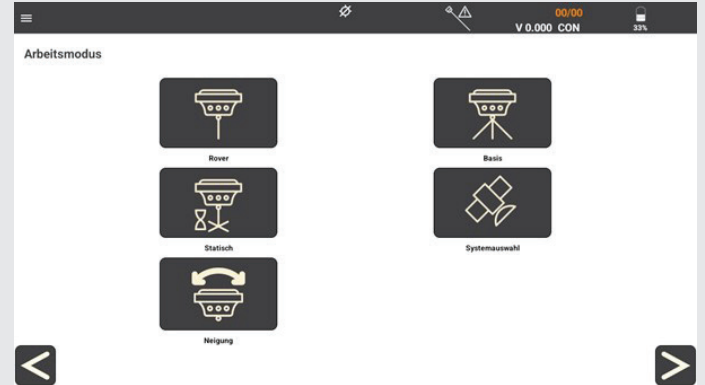 00/00
V 0.000 CON
33%
Arbeitsmodus
Rover
Basis
Statisch
Systemauswahl
Neigung